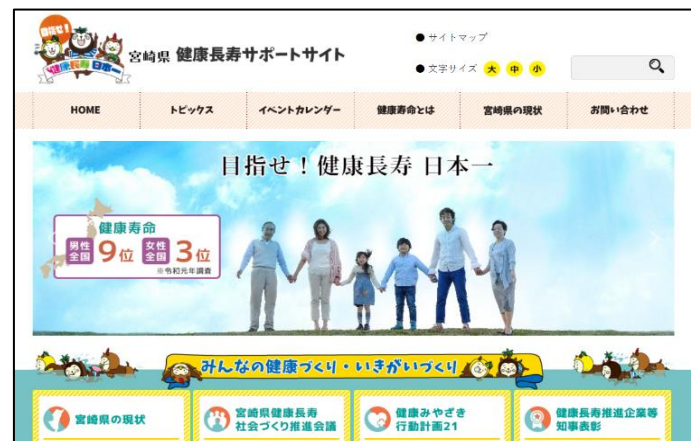 目指せ!
健康長寿 日本一
宮崎県 健康長寿サポートサイト
● サイトマップ
● 文字サイズ 大 中 小
HOME トピックス イベントカレンダー 健康寿命とは 宮崎県の現状 お問い合わせ
目指せ！健康長寿 日本一
健康寿命
男性全国 9位 女性全国 3位
※令和元年調査
みんなの健康づくり・いきがいづくり
宮崎県の現状
宮崎県健康長寿
社会づくり推進会議
健康みやざき
行動計画21
健康長寿推進企業等
知事表彰